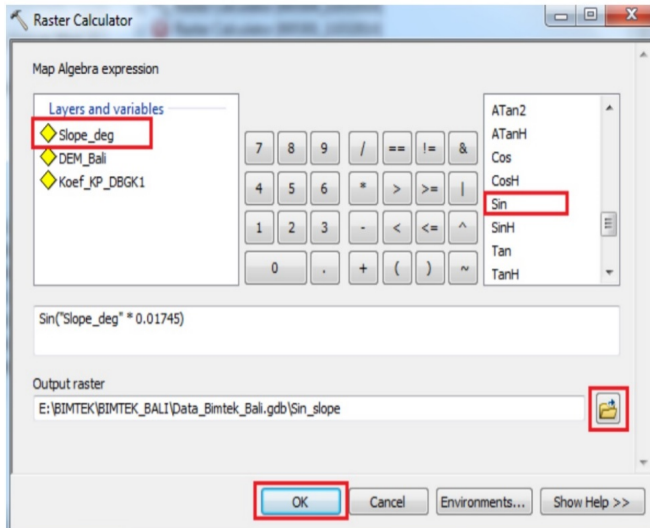 Raster Calculator
Map Algebra expression
Layers and variables
Slope_deg
DEM_Bali
Koef_KP_DBGK1
7 8 9 / == != &
4 5 6 * > >= |
1 2 3 - < <= ^
0 . + ( ) ~
ATan2
ATanH
Cos
CosH
Sin
SinH
Tan
TanH
Sin("Slope_deg" * 0.01745)
Output raster
E:\BIMTEK\BIMTEK_BALI\Data_Bimtek_Bali.gdb\Sin_slope
OK Cancel Environments... Show Help >>